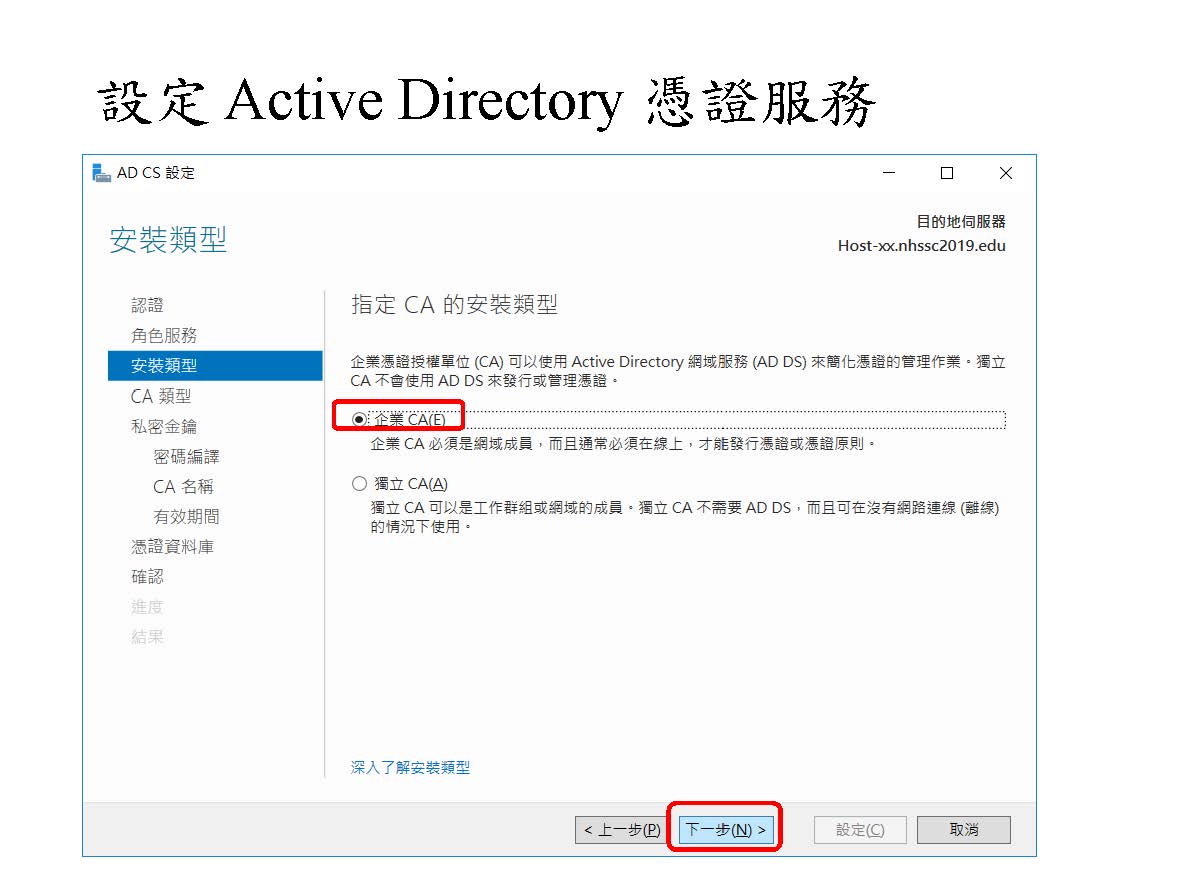 設定 Active Directory 憑證服務
AD CS 設定
安裝類型
目的地伺服器
Host-xx.nhssc2019.edu
認證
角色服務
安裝類型
CA 類型
私密金鑰
密碼編譯
CA 名稱
有效期間
憑證資料庫
確認
進度
結果
指定 CA 的安裝類型
企業憑證授權單位 (CA) 可以使用 Active Directory 網域服務 (AD DS) 來簡化憑證的管理作業。獨立
CA 不會使用 AD DS 來發行或管理憑證。
企業 CA(E)
企業 CA 必須是網域成員，而且通常必須在線上，才能發行憑證或憑證原則。
獨立 CA(A)
獨立 CA 可以是工作群組或網域的成員。獨立 CA 不需要 AD DS，而且可在沒有網路連線 (離線)
的情況下使用。
深入了解安裝類型
< 上一步(P)
下一步(N) >
設定(C)
取消